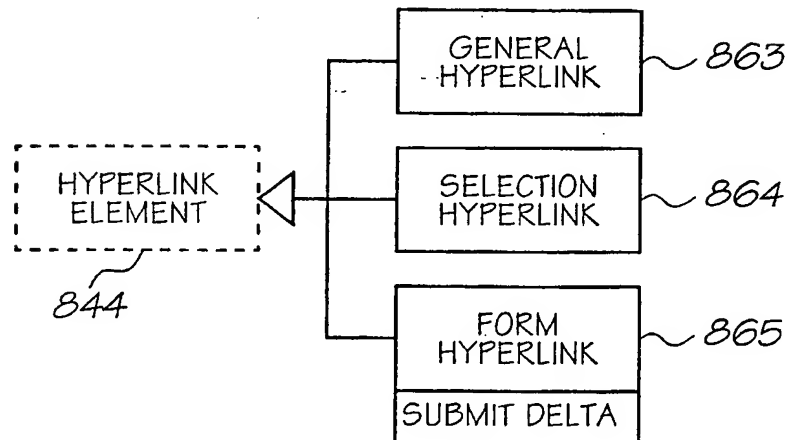 GENERAL
HYPERLINK
863
HYPERLINK
ELEMENT
844
SELECTION
HYPERLINK
864
FORM
HYPERLINK
865
SUBMIT DELTA